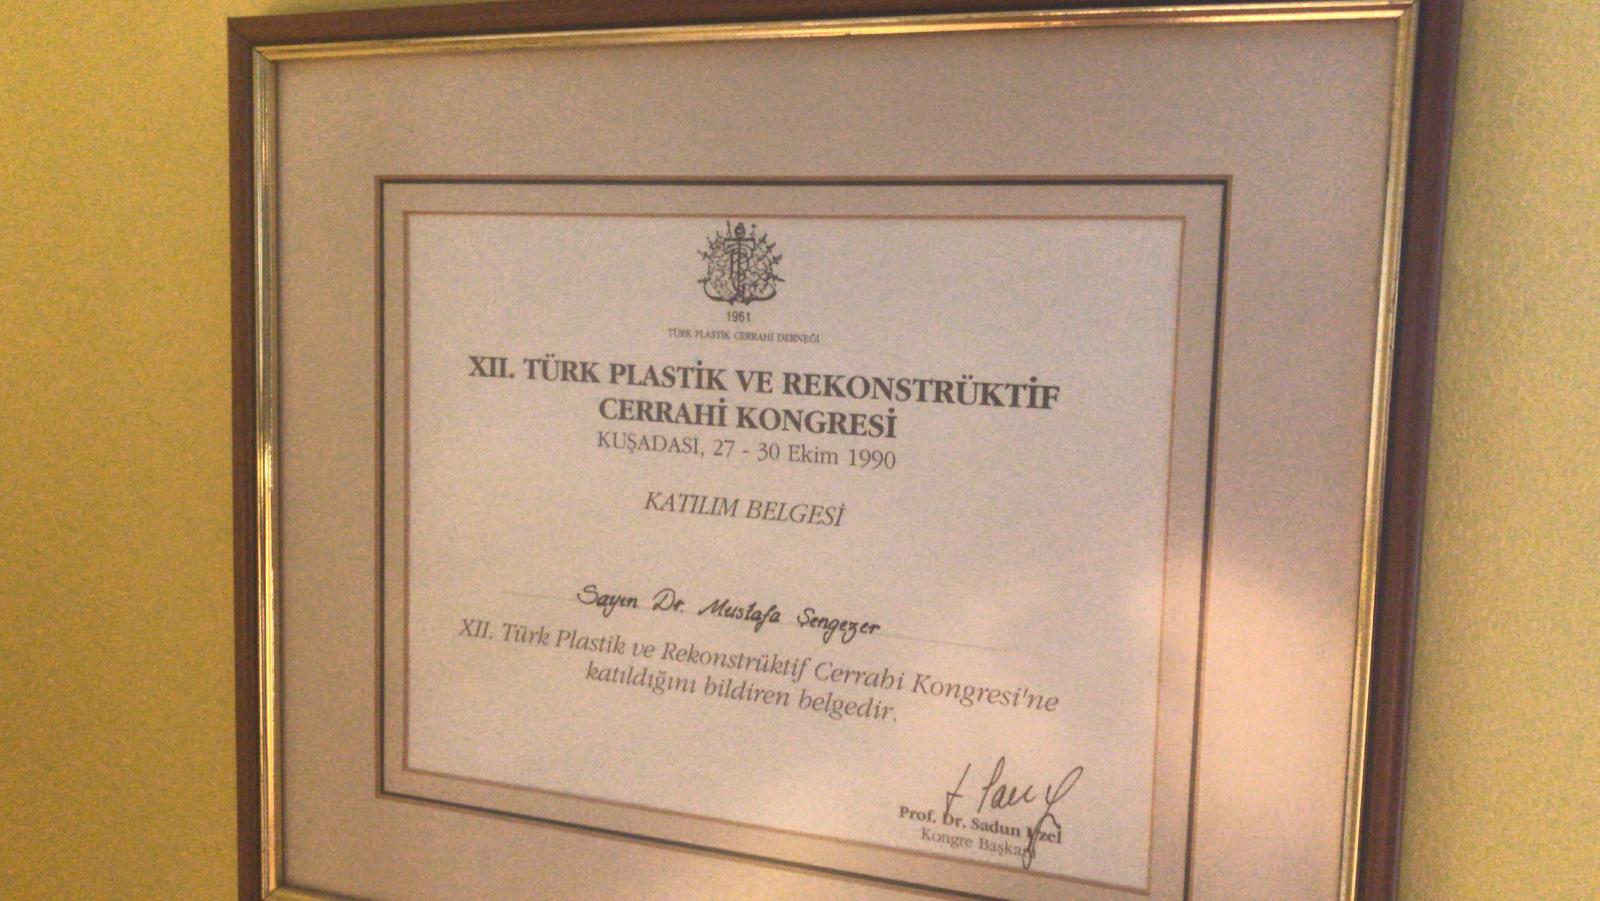 1961
TÜRK PLASTİK CERRAHİ DERNEĞİ
XII. TÜRK PLASTİK VE REKONSTRÜKTİF
CERRAHİ KONGRESİ
KUŞADASI, 27 - 30 Ekim 1990
KATILIM BELGESİ
Sayın Dr. Mustafa Şengezer
XII. Türk Plastik ve Rekonstrüktif Cerrahi Kongresi'ne
katıldığını bildiren belgedir.
Prof. Dr. Sadun Uzel
Kongre Başkanı